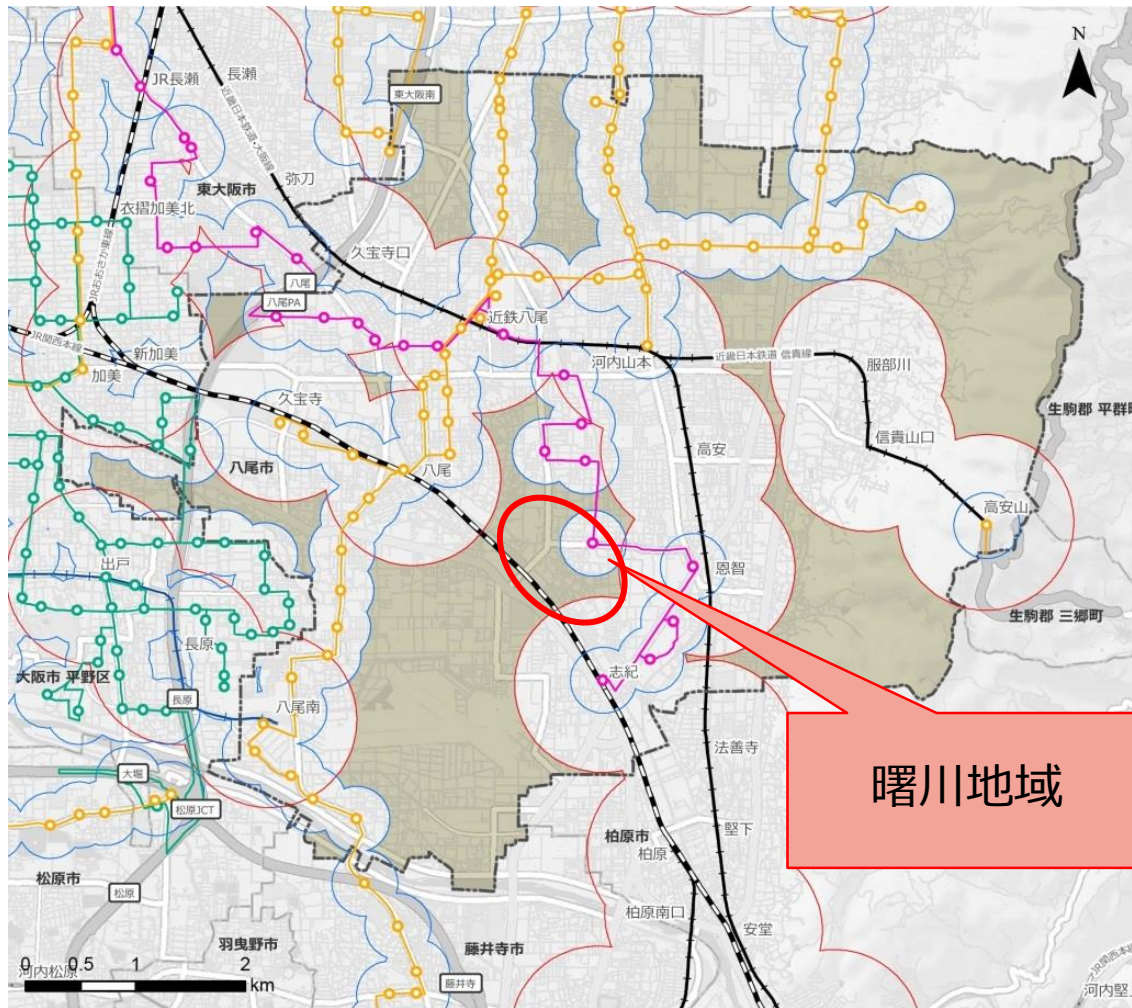 N
JR長瀬
長瀬
近畿日本鉄道・大阪線
東大阪南
弥刀
東大阪市
衣摺加美北
JRおおさか東線
久宝寺口
八尾
八尾PA
近鉄八尾
JR関西本線
新加美
加美
河内山本
近畿日本鉄道 信貴線
服部川
生駒郡 平群町
久宝寺
信貴山口
高安
八尾市
八尾
高安山
出戸
恩智
生駒郡 三郷町
長原
大阪市 平野区
志紀
長原
八尾南
法善寺
曙川地域
大堀
松原JCT
柏原市
堅下
柏原
松原市
松原
柏原南口
安堂
羽曳野市
藤井寺市
河内松原
藤井寺
JR関西本線
河内堅
0 0.5 1 2
km